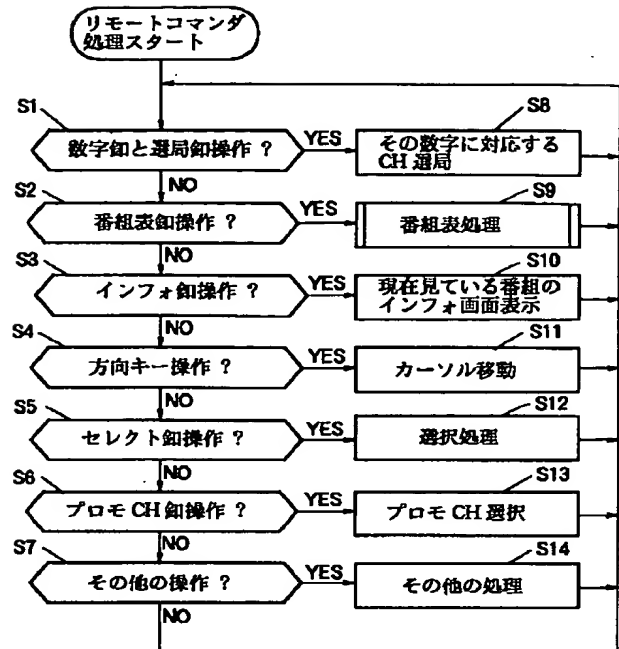 リモートコマンダ
処理スタート
S1
数字釦と選局釦操作 ?
YES
S8
その数字に対応する
CH 選局
NO
S2
番組表釦操作 ?
YES
S9
番組表処理
NO
S3
インフォ釦操作 ?
YES
S10
現在見ている番組の
インフォ画面表示
NO
S4
方向キー操作 ?
YES
S11
カーソル移動
NO
S5
セレクト釦操作 ?
YES
S12
選択処理
NO
S6
プロモ CH 釦操作 ?
YES
S13
プロモ CH 選択
NO
S7
その他の操作 ?
YES
S14
その他の処理
NO